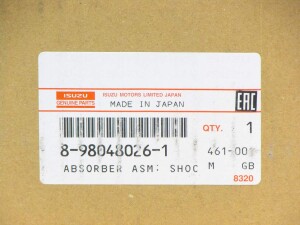 ISUZU
GENUINE PARTS
ISUZU MOTORS LIMITED JAPAN
MADE IN JAPAN
EAC
QTY. 1
8-98048026-1
461-001
ABSORBER ASM: SHOC M GB
8320